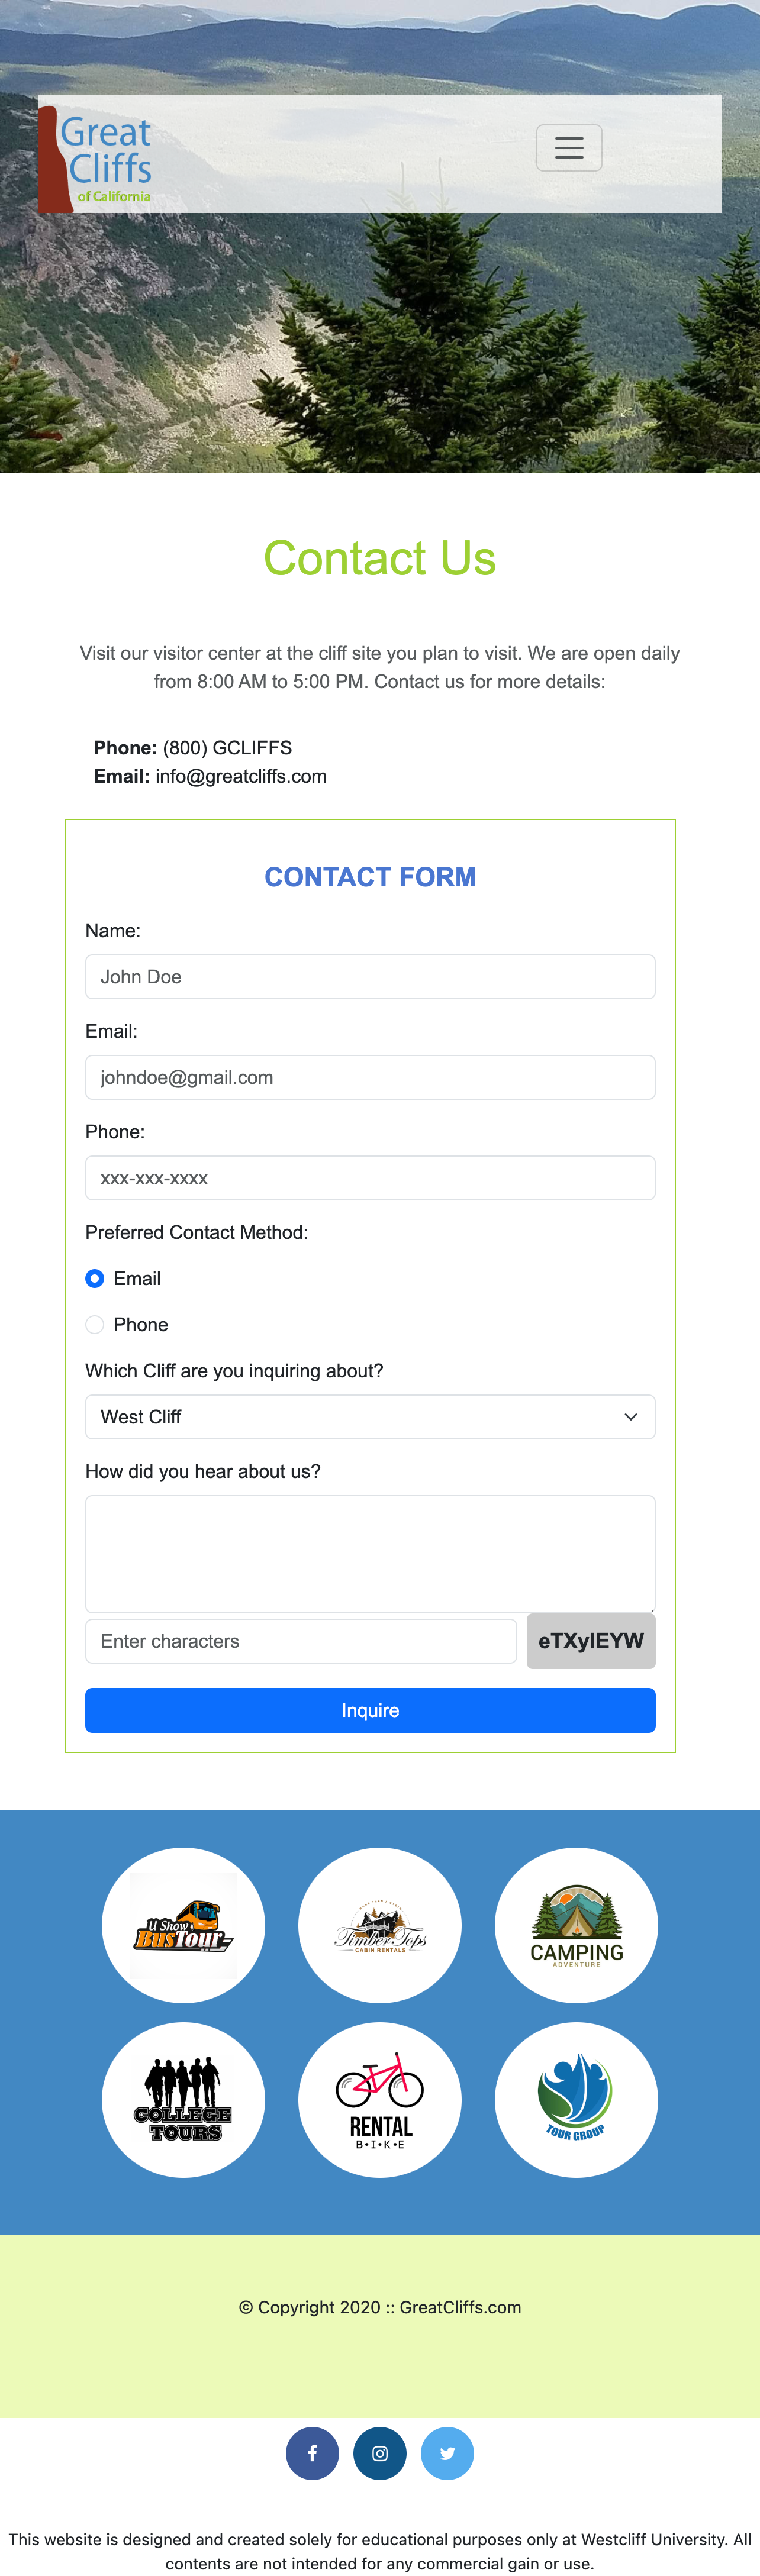 Great
Cliffs
of California
Contact Us
Visit our visitor center at the cliff site you plan to visit. We are open daily
from 8:00 AM to 5:00 PM. Contact us for more details:
Phone: (800) GCLIFFS
Email: info@greatcliffs.com
CONTACT FORM
Name:
John Doe
Email:
johndoe@gmail.com
Phone:
xxx-xxx-xxxx
Preferred Contact Method:
Email
Phone
Which Cliff are you inquiring about?
West Cliff
How did you hear about us?
Enter characters
eTXyIEYW
Inquire
U Show
BusTour
Timber Tops
CABIN RENTALS
CAMPING
ADVENTURE
COLLEGE
TOURS
RENTAL
B•I•K•E
TOUR GROUP
© Copyright 2020 :: GreatCliffs.com
This website is designed and created solely for educational purposes only at Westcliff University. All
contents are not intended for any commercial gain or use.